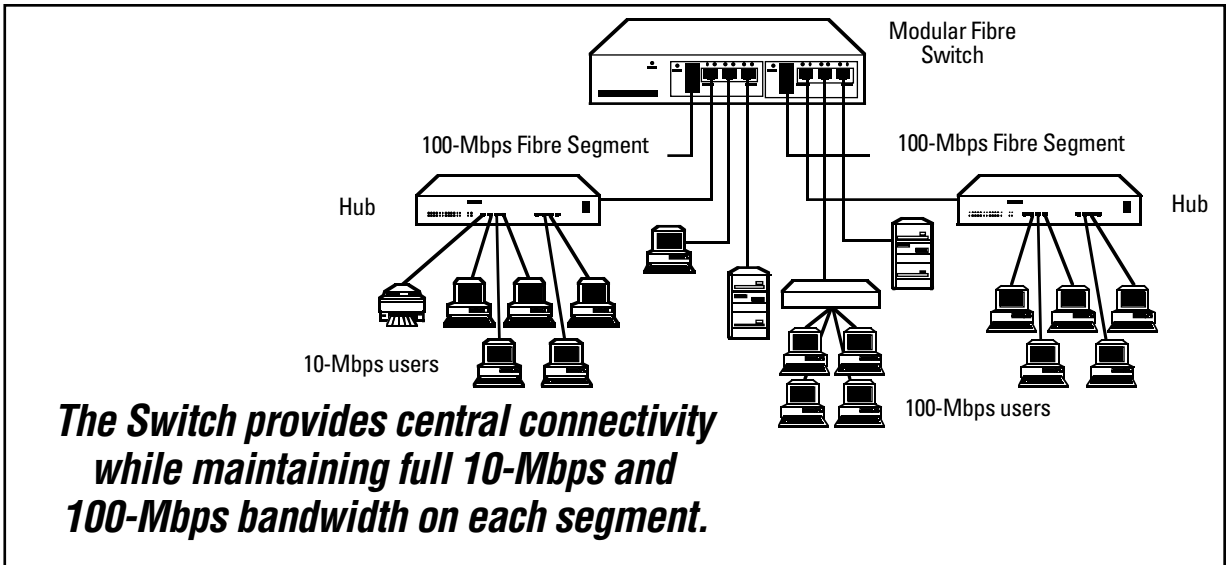 Modular Fibre
Switch
100-Mbps Fibre Segment
100-Mbps Fibre Segment
Hub
Hub
10-Mbps users
100-Mbps users
The Switch provides central connectivity
while maintaining full 10-Mbps and
100-Mbps bandwidth on each segment.